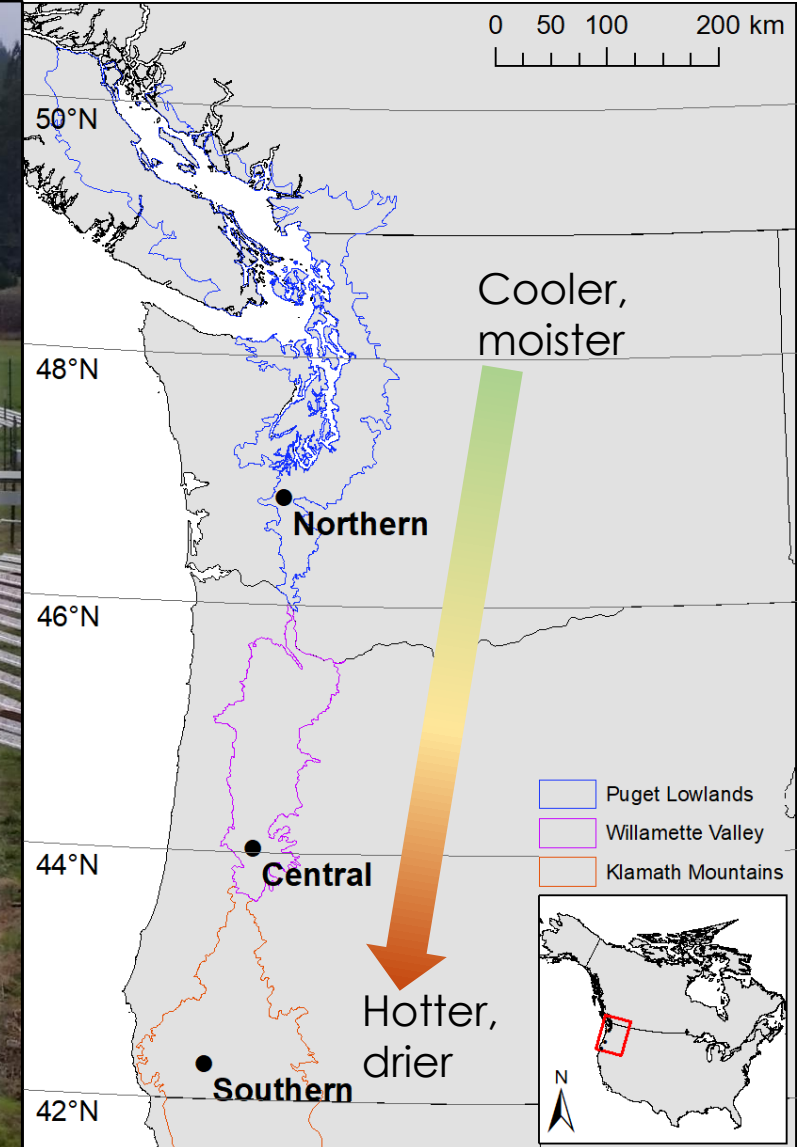 0 50 100 200 km
50°N
Cooler,
moister
48°N
Northern
46°N
Puget Lowlands
Willamette Valley
Klamath Mountains
44°N
Central
Hotter,
drier
Southern
42°N
N